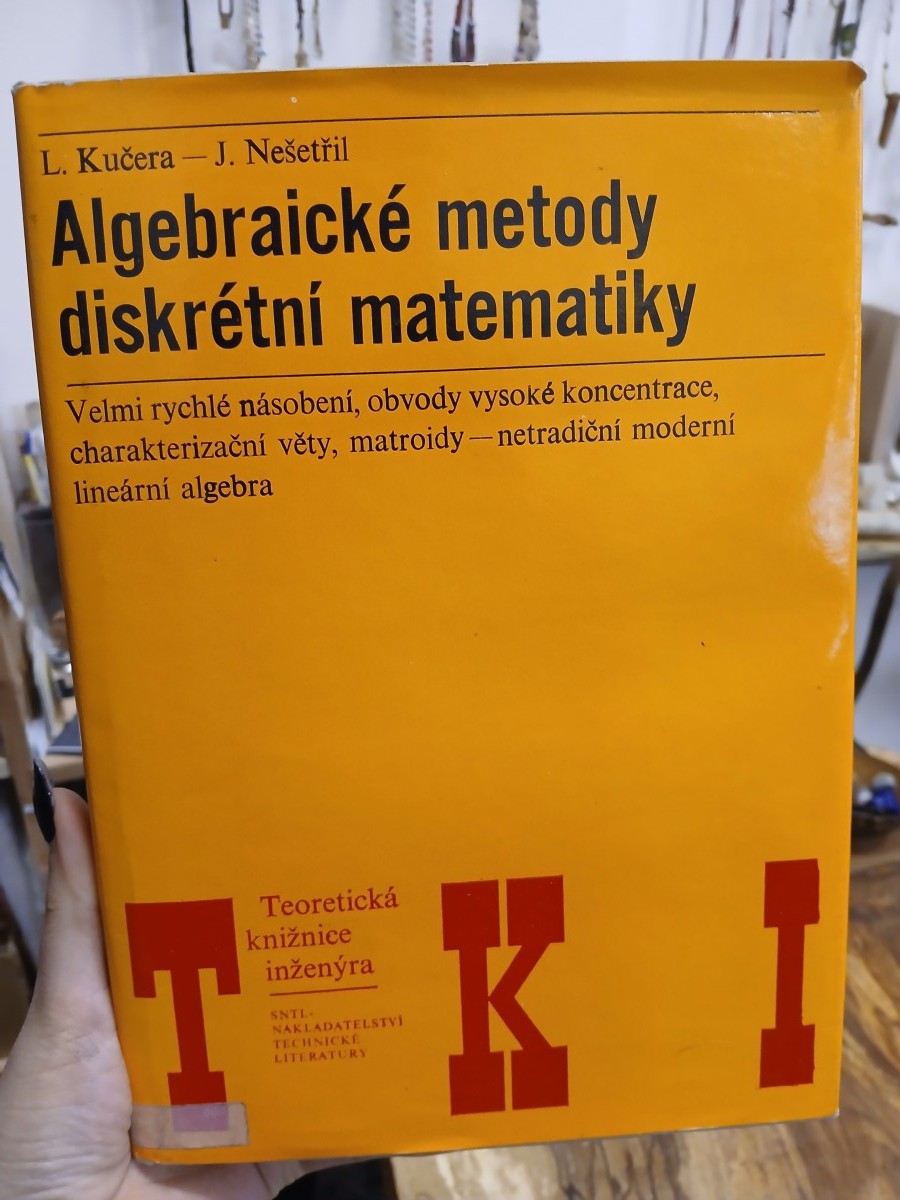 L. Kučera — J. Nešetřil
Algebraické metody
diskrétní matematiky
Velmi rychlé násobení, obvody vysoké koncentrace,
charakterizační věty, matroidy — netradiční moderní
lineární algebra
Teoretická
knižnice
inženýra
SNTL-
NAKLADATELSTVÍ
TECHNICKÉ
LITERATURY
T K I